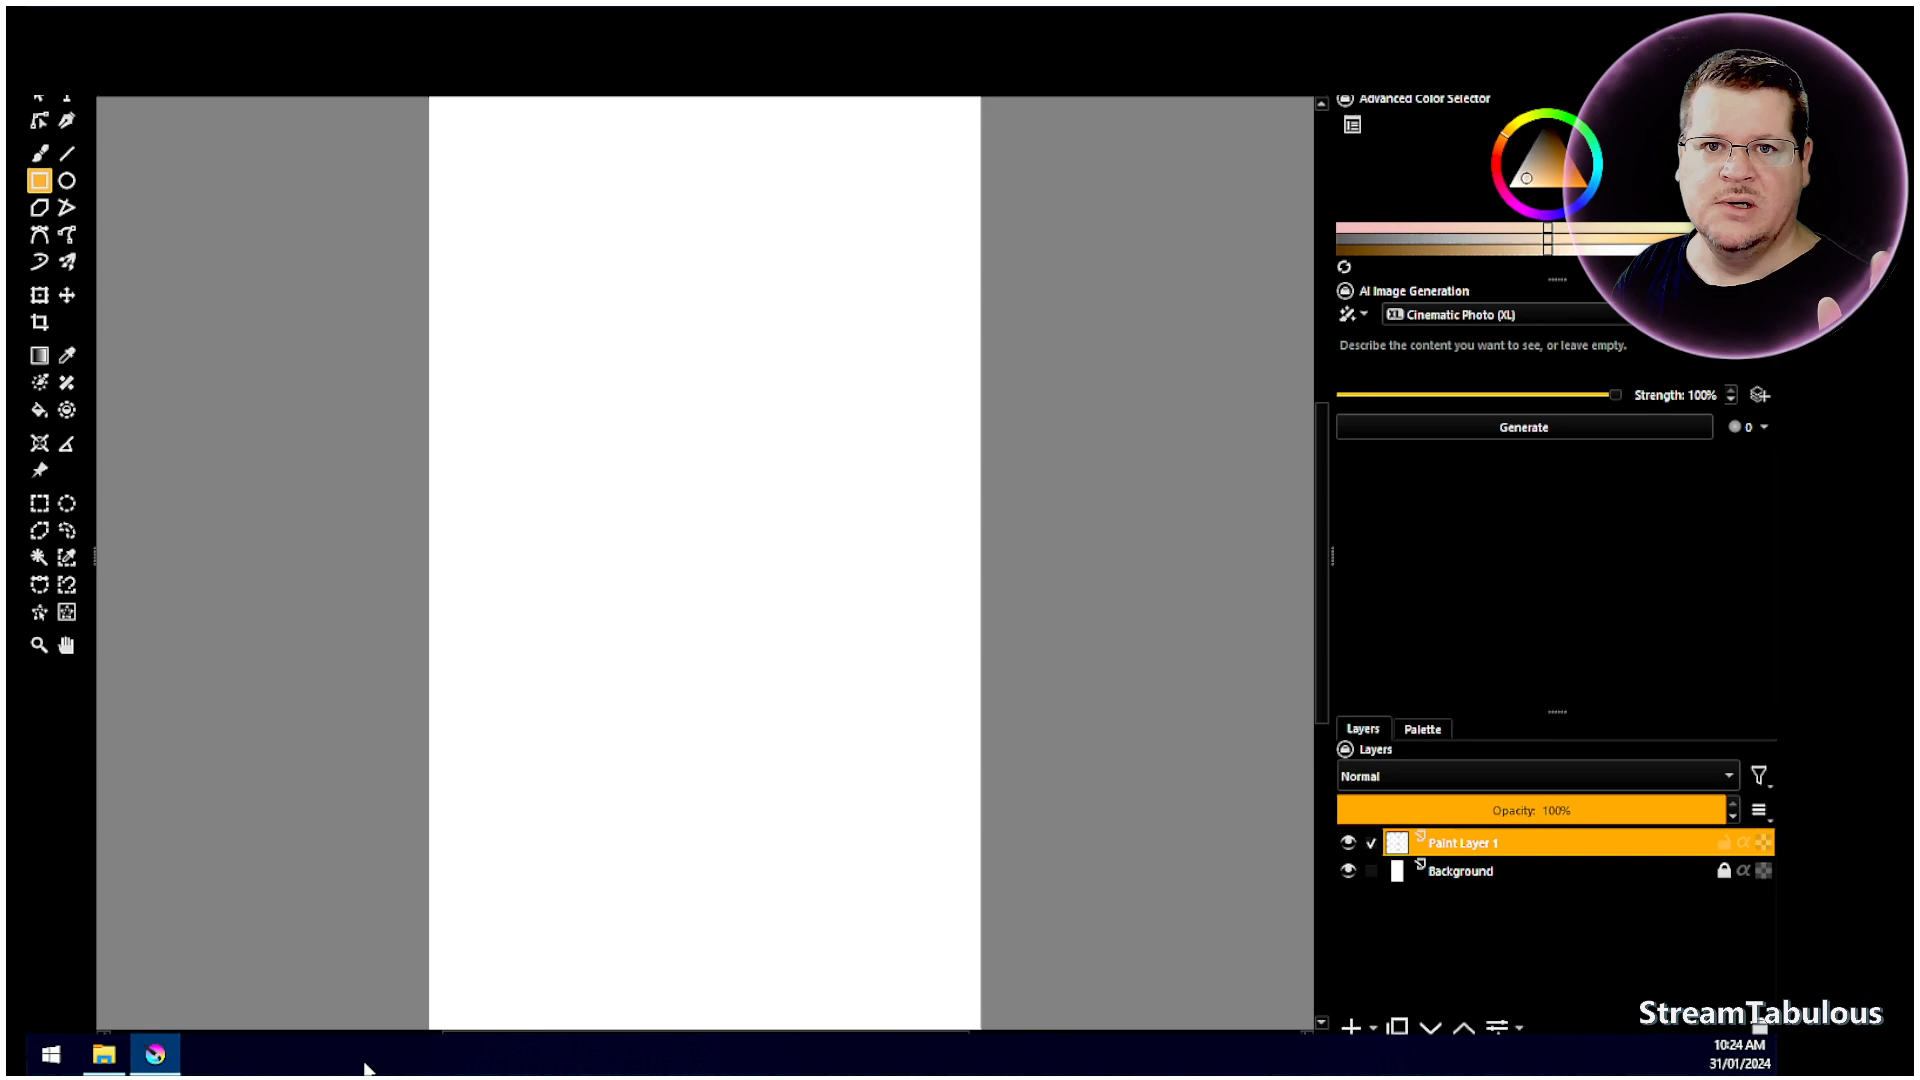 Advanced Color Selector
AI Image Generation
XL Cinematic Photo (XL)
Describe the content you want to see, or leave empty.
Strength: 100%
Generate
0
Layers Palette
Layers
Normal
Opacity: 100%
Paint Layer 1
Background
StreamTabulous
10:24 AM
31/01/2024